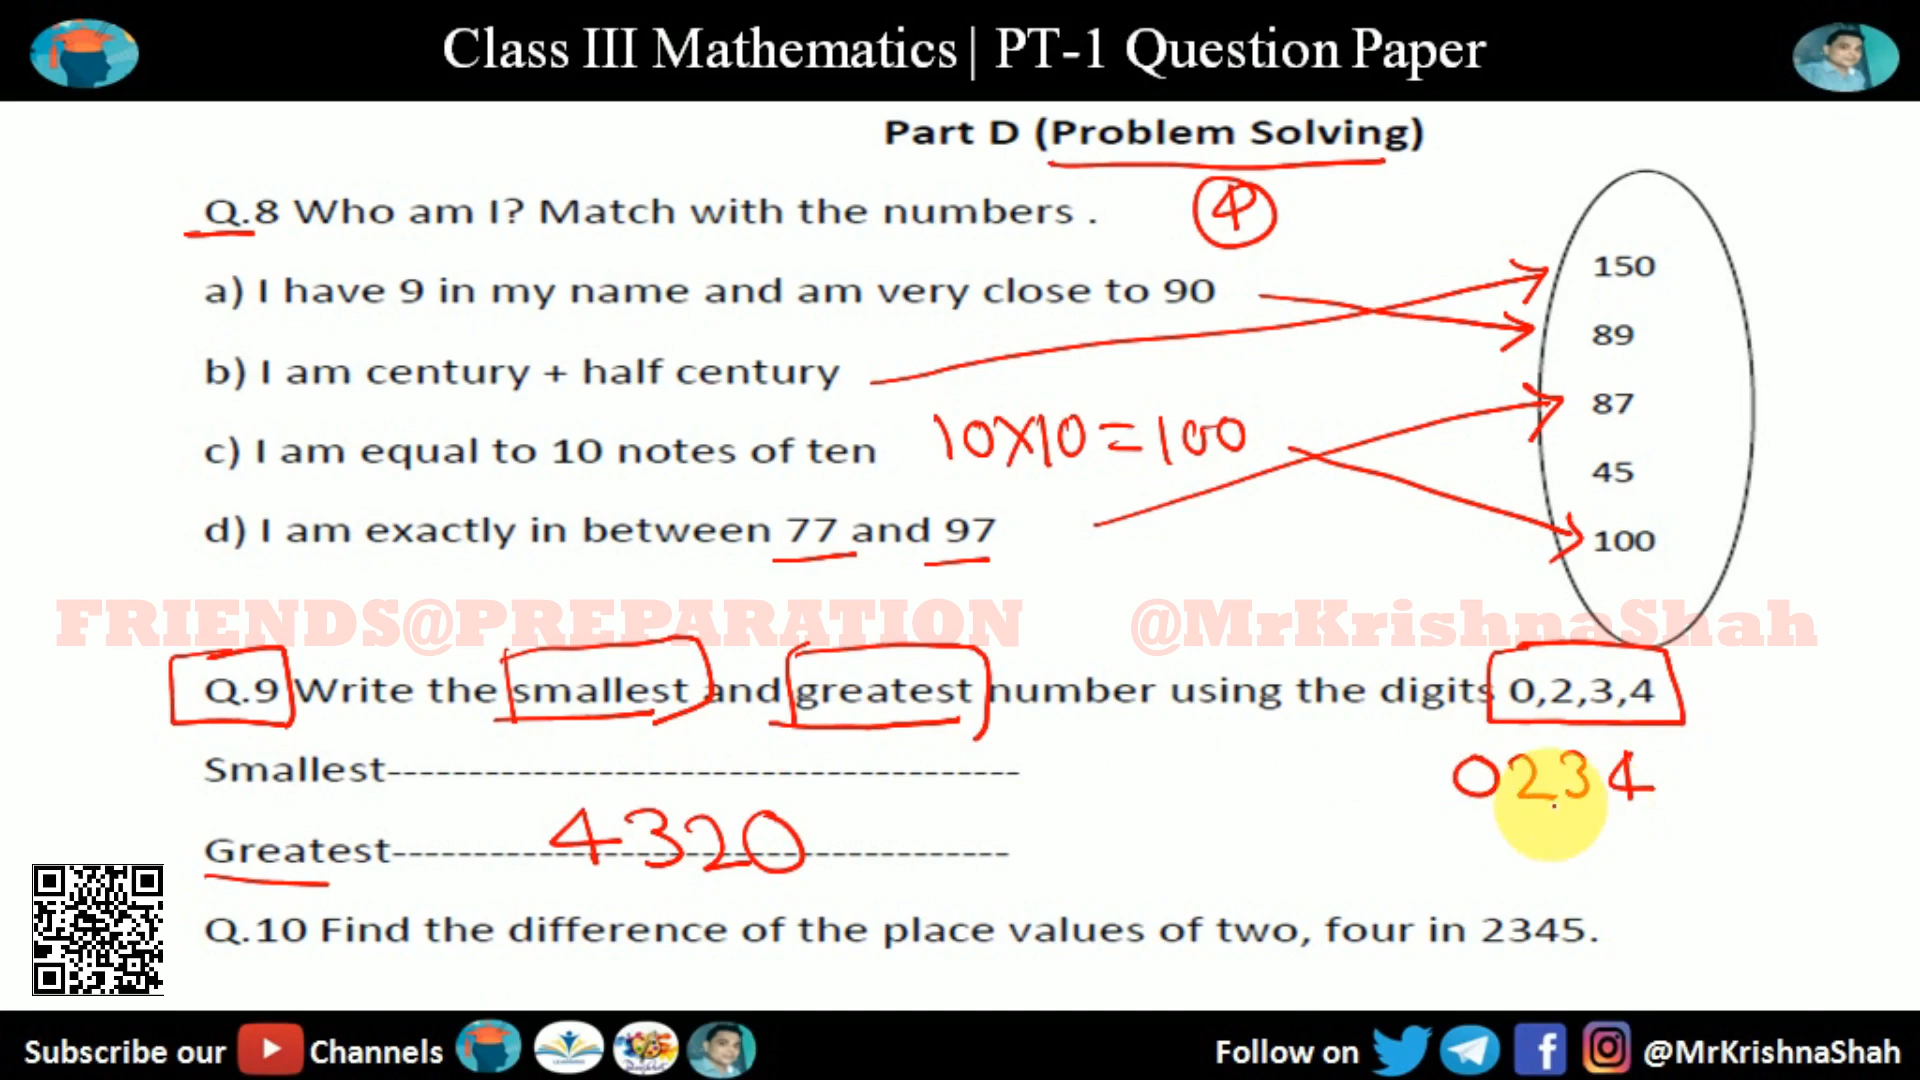 Class III Mathematics| PT-1 Question Paper
Part D (Problem Solving)
Q.8 Who am I? Match with the numbers .
4
a) I have 9 in my name and am very close to 90
150
89
b) I am century + half century
87
c) I am equal to 10 notes of ten
10×10=100
45
d) I am exactly in between 77 and 97
100
FRIENDS@PREPARATION @MrKrishnaShah
Q.9 Write the smallest and greatest number using the digits 0,2,3,4
Smallest---------------------------------------
0234
Greatest--------------------------------------
4320
Q.10 Find the difference of the place values of two, four in 2345.
Subscribe our Channels
Follow on @MrKrishnaShah